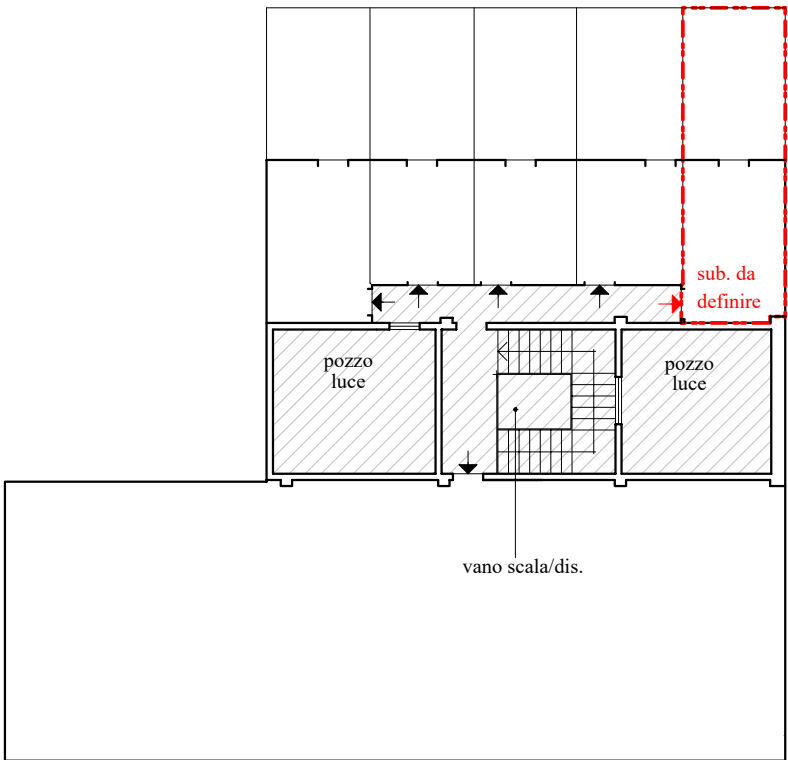 sub. da
definire
pozzo
luce
pozzo
luce
vano scala/dis.